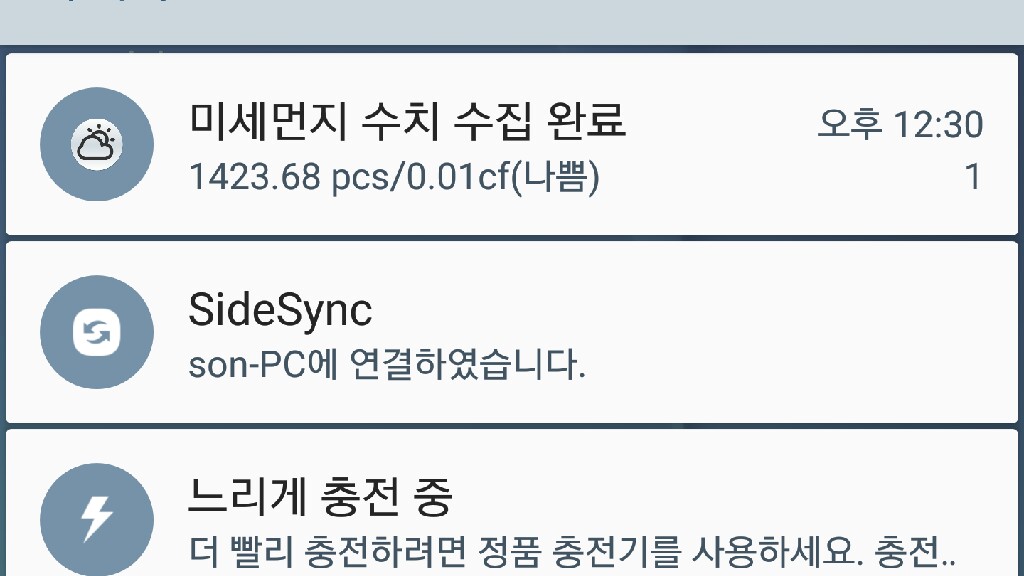 미세먼지 수치 수집 완료 오후 12:30
1423.68 pcs/0.01cf(나쁨) 1
SideSync
son-PC에 연결하였습니다.
느리게 충전 중
더 빨리 충전하려면 정품 충전기를 사용하세요. 충전..